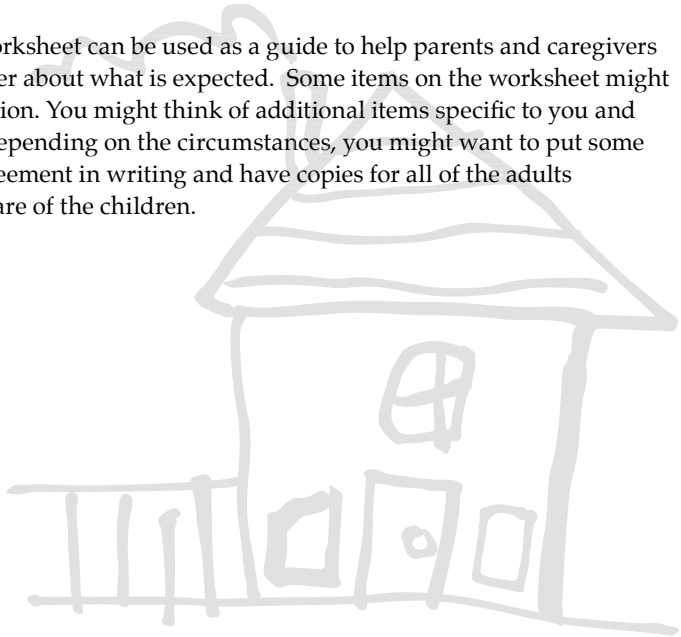 orksheet can be used as a guide to help parents and caregivers
er about what is expected. Some items on the worksheet might
ion. You might think of additional items specific to you and
epending on the circumstances, you might want to put some
eement in writing and have copies for all of the adults
are of the children.